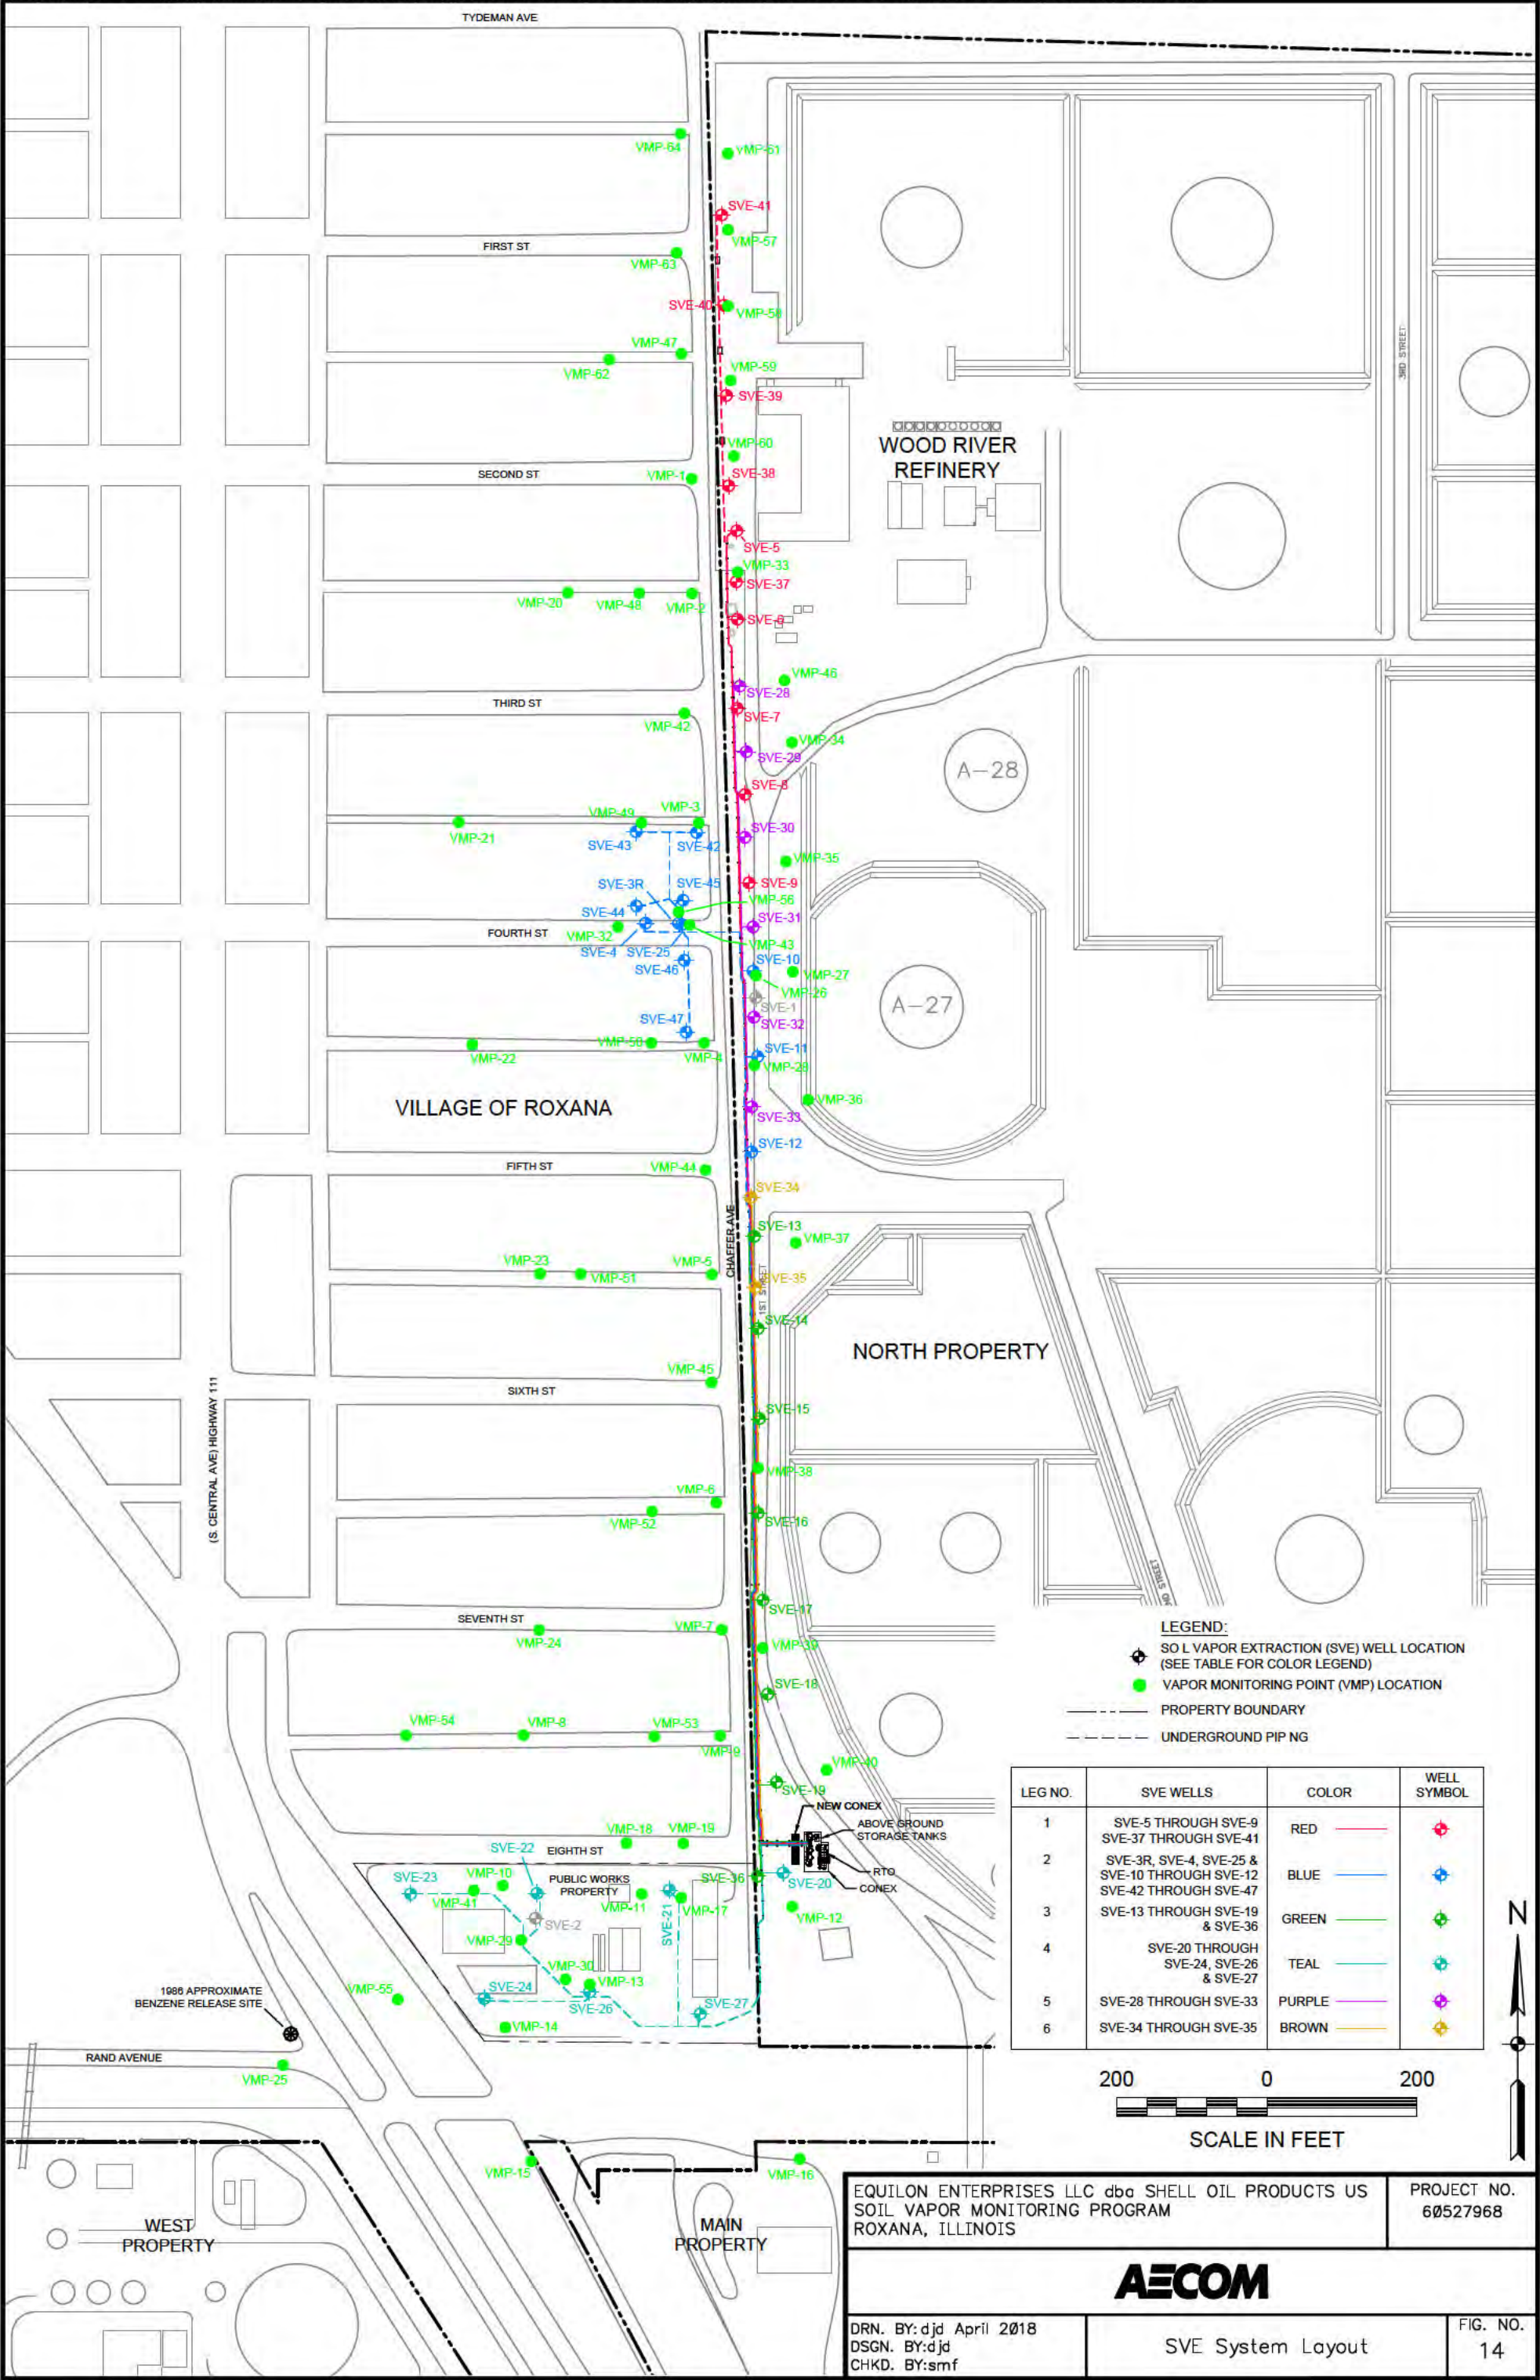 TYDEMAN AVE
VMP-64
VMP-61
SVE-41
VMP-57
FIRST ST
VMP-63
SVE-40
VMP-58
VMP-47
VMP-62
VMP-59
SVE-39
3RD STREET
WOOD RIVER
REFINERY
VMP-60
SECOND ST
VMP-1
SVE-38
SVE-5
VMP-33
SVE-37
VMP-20
VMP-48
VMP-2
SVE-6
VMP-46
SVE-28
THIRD ST
SVE-7
VMP-42
VMP-34
SVE-29
A-28
SVE-8
VMP-49
VMP-3
SVE-30
VMP-21
SVE-43
SVE-42
VMP-35
SVE-3R
SVE-45
SVE-9
VMP-56
SVE-44
SVE-31
FOURTH ST
VMP-32
VMP-43
SVE-4
SVE-25
SVE-46
SVE-10
VMP-27
VMP-26
SVE-1
A-27
SVE-47
SVE-32
VMP-50
VMP-4
SVE-11
VMP-22
VMP-28
VILLAGE OF ROXANA
VMP-36
SVE-33
SVE-12
FIFTH ST
VMP-44
SVE-34
CHAFFER AVE
SVE-13
VMP-37
VMP-23
VMP-51
VMP-5
SVE-35
1ST STREET
SVE-14
NORTH PROPERTY
VMP-45
SIXTH ST
(S. CENTRAL AVE) HIGHWAY 111
SVE-15
VMP-38
VMP-6
VMP-52
SVE-16
ND STREET
SVE-17
SEVENTH ST
VMP-24
VMP-7
VMP-39
SVE-18
VMP-54
VMP-8
VMP-53
VMP-9
VMP-40
SVE-19
NEW CONEX
ABOVE GROUND
STORAGE TANKS
RTO
CONEX
VMP-18
VMP-19
SVE-22
EIGHTH ST
SVE-36
SVE-20
SVE-23
VMP-10
PUBLIC WORKS
PROPERTY
VMP-41
VMP-11
SVE-21
VMP-17
VMP-12
SVE-2
VMP-29
VMP-30
VMP-13
SVE-24
SVE-26
SVE-27
VMP-55
1986 APPROXIMATE
BENZENE RELEASE SITE
VMP-14
RAND AVENUE
VMP-25
VMP-15
VMP-16
WEST
PROPERTY
MAIN
PROPERTY
LEGEND:
SO L VAPOR EXTRACTION (SVE) WELL LOCATION
(SEE TABLE FOR COLOR LEGEND)
VAPOR MONITORING POINT (VMP) LOCATION
PROPERTY BOUNDARY
UNDERGROUND PIP NG
LEG NO. SVE WELLS COLOR WELL SYMBOL
1 SVE-5 THROUGH SVE-9 RED
SVE-37 THROUGH SVE-41
2 SVE-3R, SVE-4, SVE-25 &
SVE-10 THROUGH SVE-12 BLUE
SVE-42 THROUGH SVE-47
3 SVE-13 THROUGH SVE-19 GREEN
& SVE-36
4 SVE-20 THROUGH
SVE-24, SVE-26 TEAL
& SVE-27
5 SVE-28 THROUGH SVE-33 PURPLE
6 SVE-34 THROUGH SVE-35 BROWN
N
200 0 200
SCALE IN FEET
EQUILON ENTERPRISES LLC dba SHELL OIL PRODUCTS US
SOIL VAPOR MONITORING PROGRAM
ROXANA, ILLINOIS
PROJECT NO.
60527968
AECOM
DRN. BY:djd April 2018
DSGN. BY:djd
CHKD. BY:smf
SVE System Layout
FIG. NO.
14